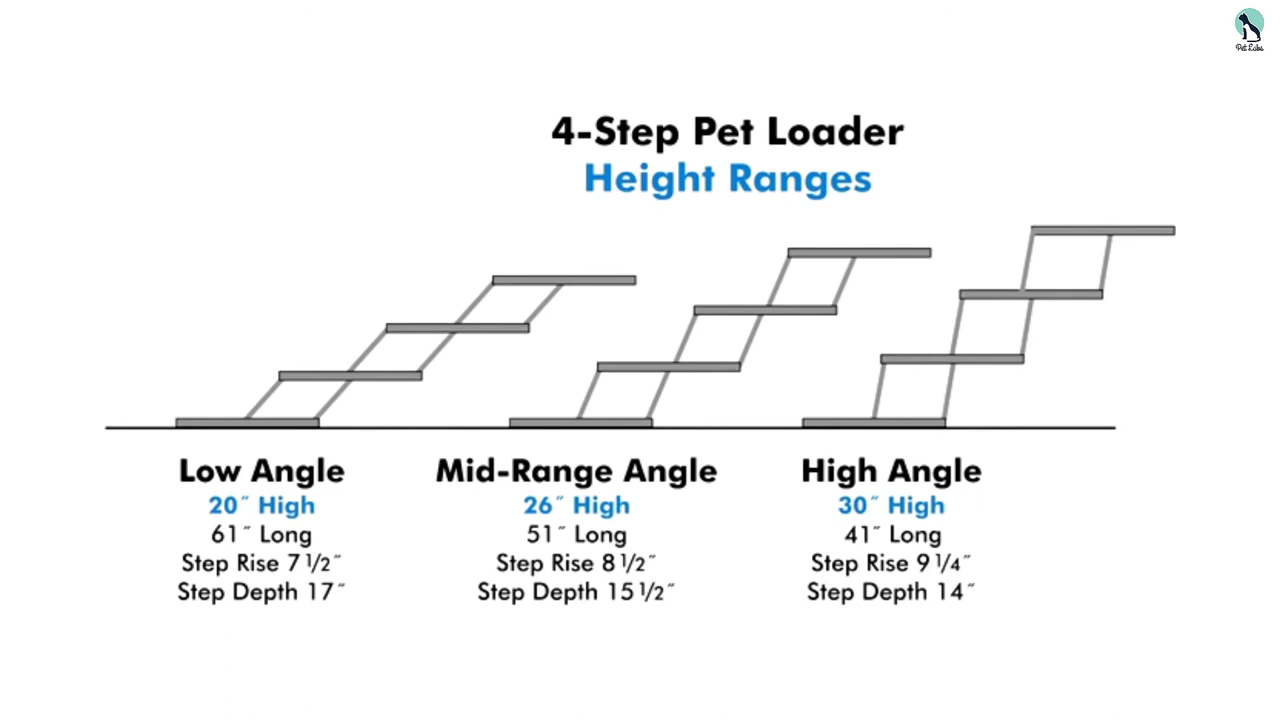 Pet Labs
4-Step Pet Loader
Height Ranges
Low Angle
20″ High
61″ Long
Step Rise 7 1/2″
Step Depth 17″
Mid-Range Angle
26″ High
51″ Long
Step Rise 8 1/2″
Step Depth 15 1/2″
High Angle
30″ High
41″ Long
Step Rise 9 1/4″
Step Depth 14″